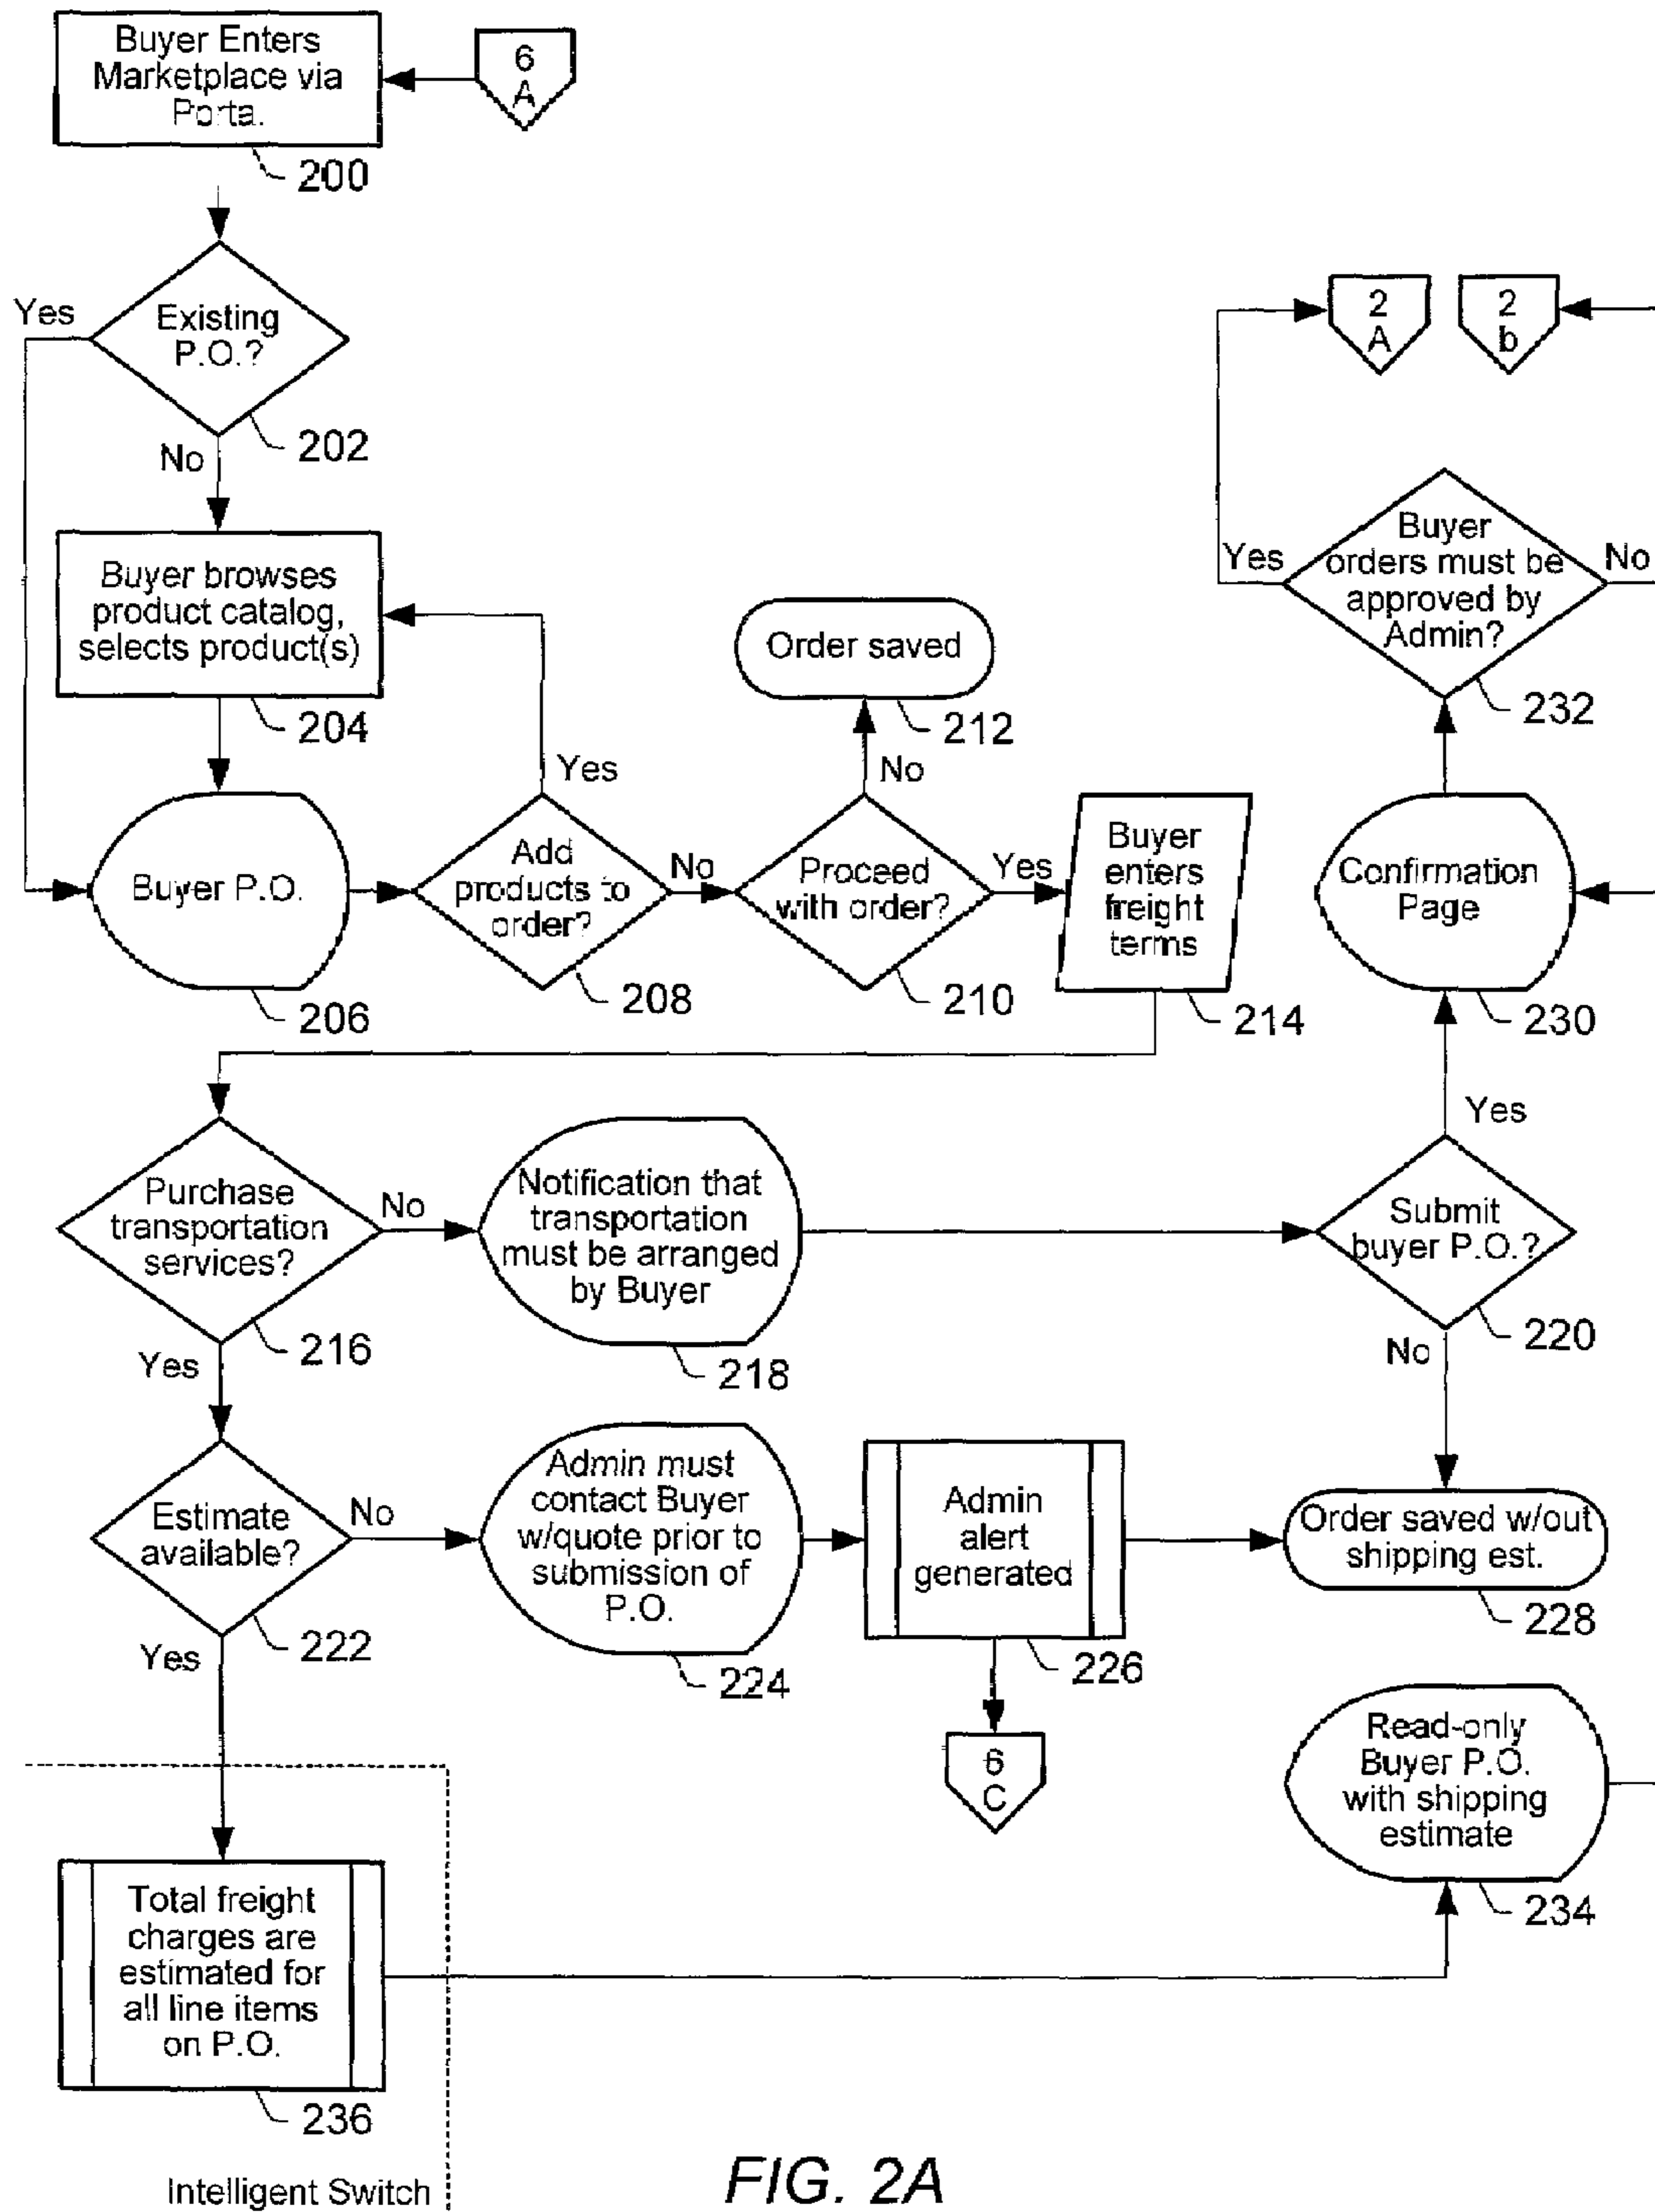 Buyer Enters
Marketplace via
Porta.
200
6
A
Existing
P.O.?
Yes
No
202
Buyer browses
product catalog,
selects product(s)
204
Buyer P.O.
206
Add
products to
order?
Yes
No
208
Proceed
with order?
No
Yes
210
Order saved
212
Buyer
enters
freight
terms
214
Purchase
transportation
services?
No
Yes
216
Notification that
transportation
must be arranged
by Buyer
218
Submit
buyer P.O.?
Yes
No
220
Estimate
available?
No
Yes
222
Admin must
contact Buyer
w/quote prior to
submission of
P.O.
224
Admin
alert
generated
226
6
C
Order saved w/out
shipping est.
228
Confirmation
Page
230
Buyer
orders must be
approved by
Admin?
Yes
No
232
2
A
2
b
Read-only
Buyer P.O.
with shipping
estimate
234
Total freight
charges are
estimated for
all line items
on P.O.
236
Intelligent Switch
FIG. 2A